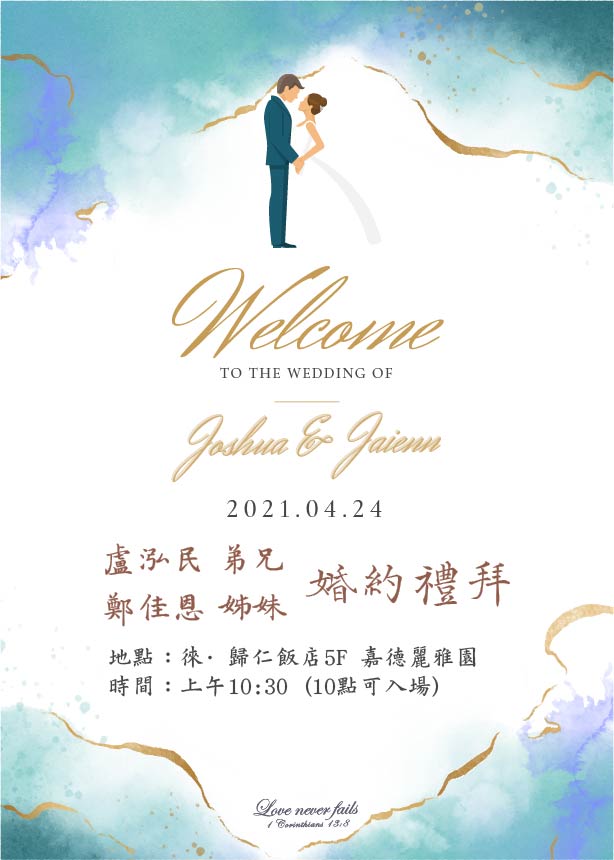 Welcome
TO THE WEDDING OF
Joshua & Jaienn
2021.04.24
盧泓民 弟兄
鄭佳恩 姊妹
婚約禮拜
地點：徠· 歸仁飯店5F 嘉德麗雅園
時間：上午10:30 (10點可入場)
Love never fails
1 Corinthians 13:8